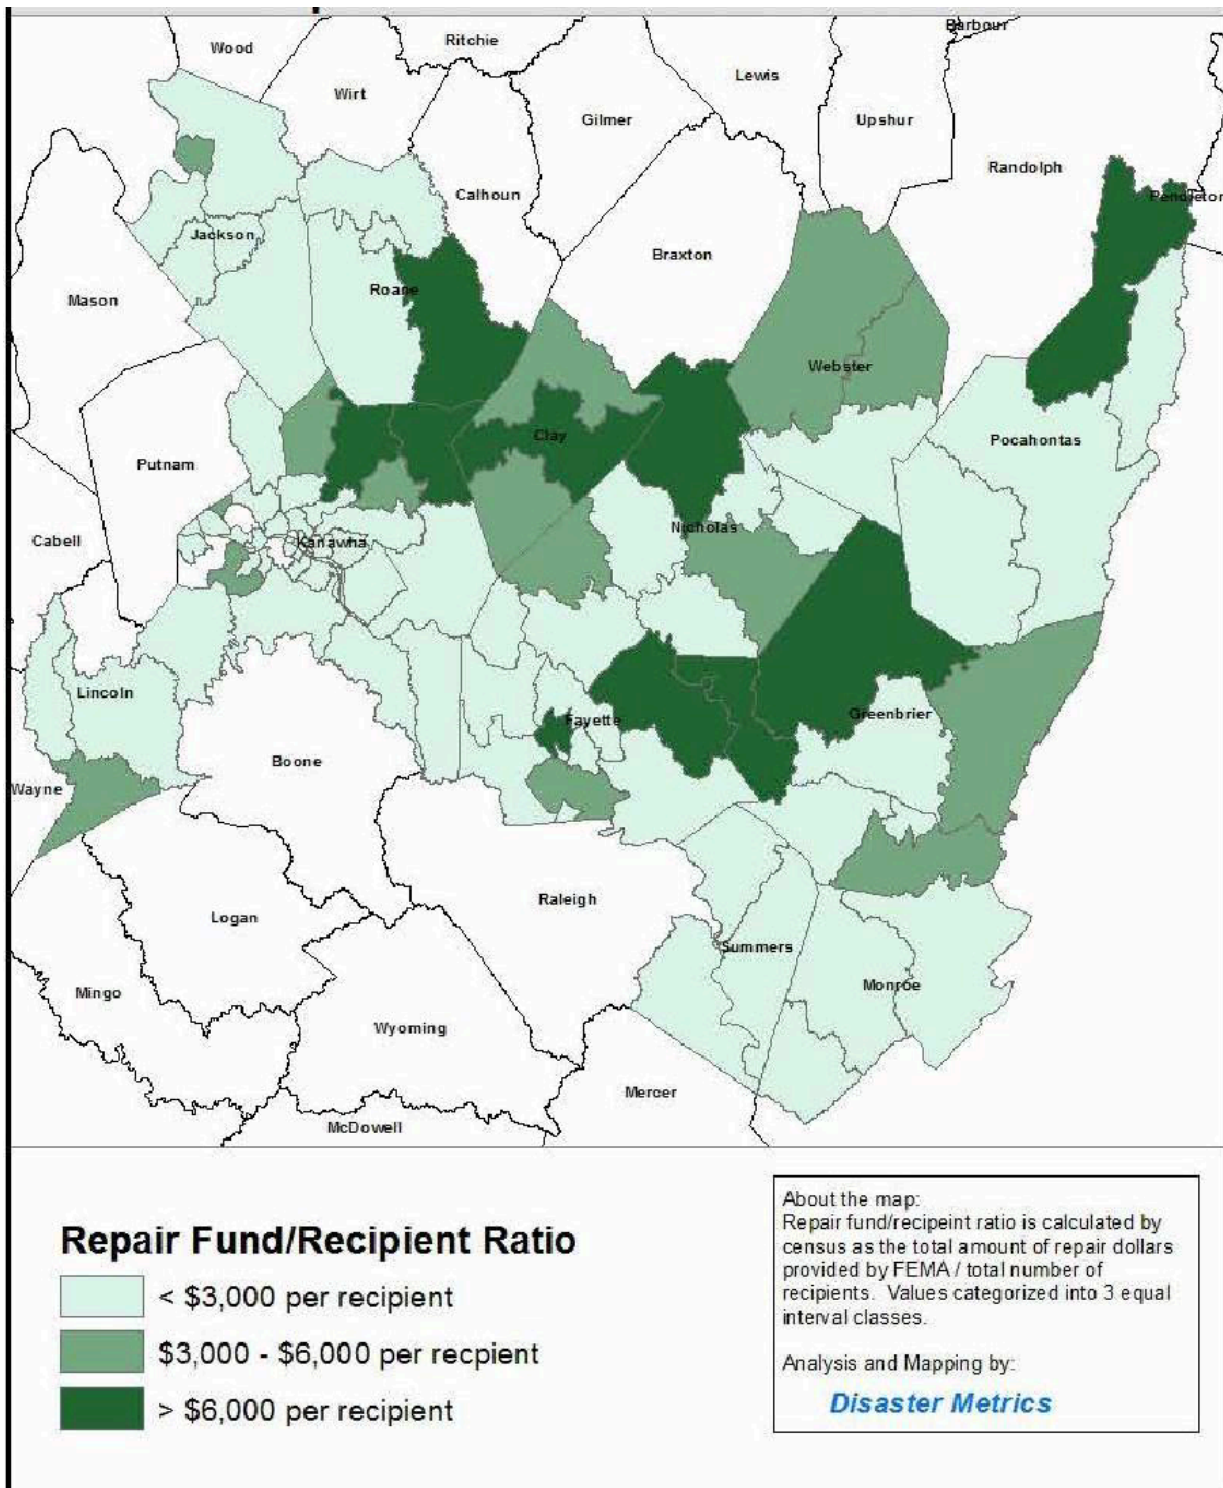 Barbour
Wood
Ritchie
Lewis
Wirt
Gilmer
Upshur
Randolph
Calhoun
Pendleton
Jackson
Braxton
Roane
Mason
Webster
Clay
Pocahontas
Putnam
Nicholas
Cabell
Kanawha
Lincoln
Fayette
Greenbrier
Boone
Wayne
Raleigh
Logan
Summers
Monroe
Mingo
Wyoming
Mercer
McDowell
Repair Fund/Recipient Ratio
< $3,000 per recipient
$3,000 - $6,000 per recpient
> $6,000 per recipient
About the map:
Repair fund/recipeint ratio is calculated by
census as the total amount of repair dollars
provided by FEMA / total number of
recipients. Values categorized into 3 equal
interval classes.
Analysis and Mapping by:
Disaster Metrics